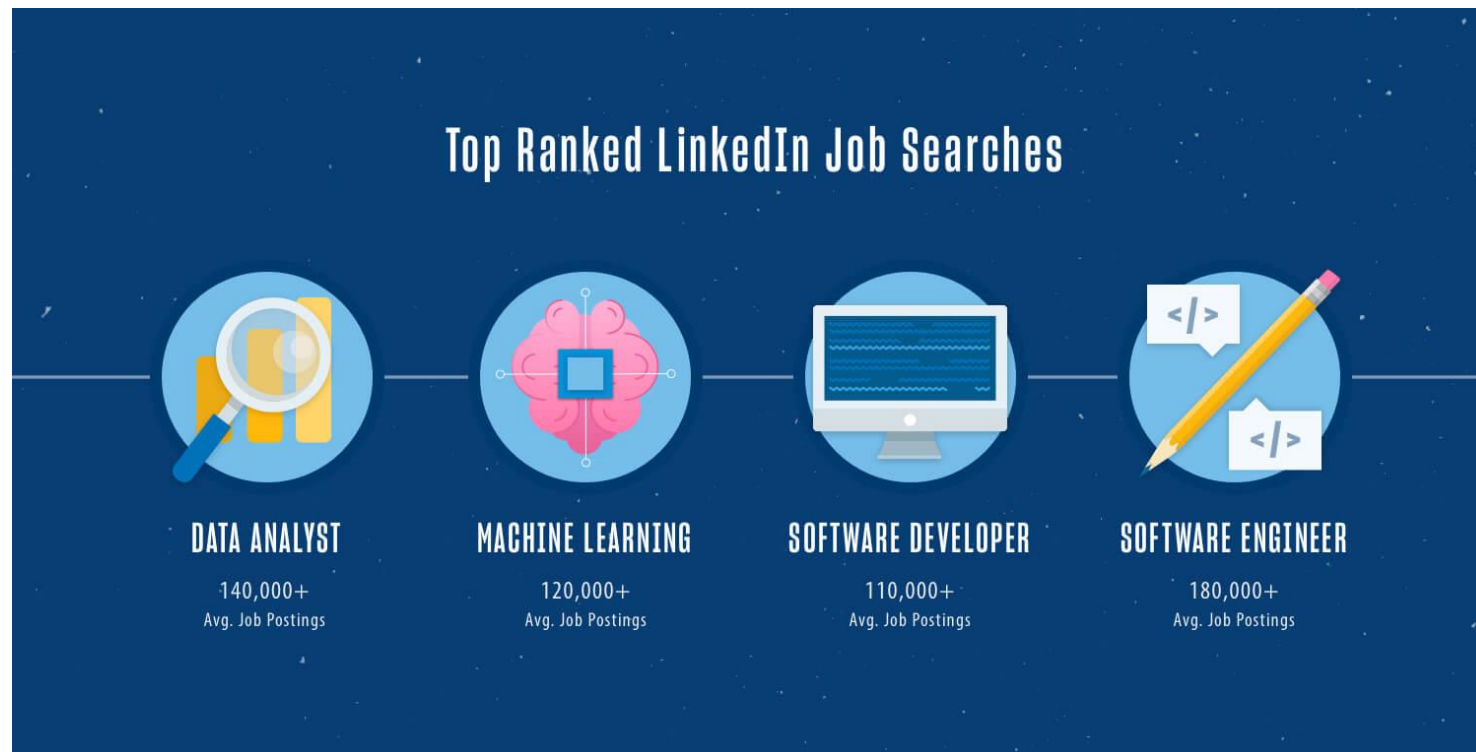 Top Ranked LinkedIn Job Searches
</>
</>
DATA ANALYST
140,000+
Avg. Job Postings
MACHINE LEARNING
120,000+
Avg. Job Postings
SOFTWARE DEVELOPER
110,000+
Avg. Job Postings
SOFTWARE ENGINEER
180,000+
Avg. Job Postings